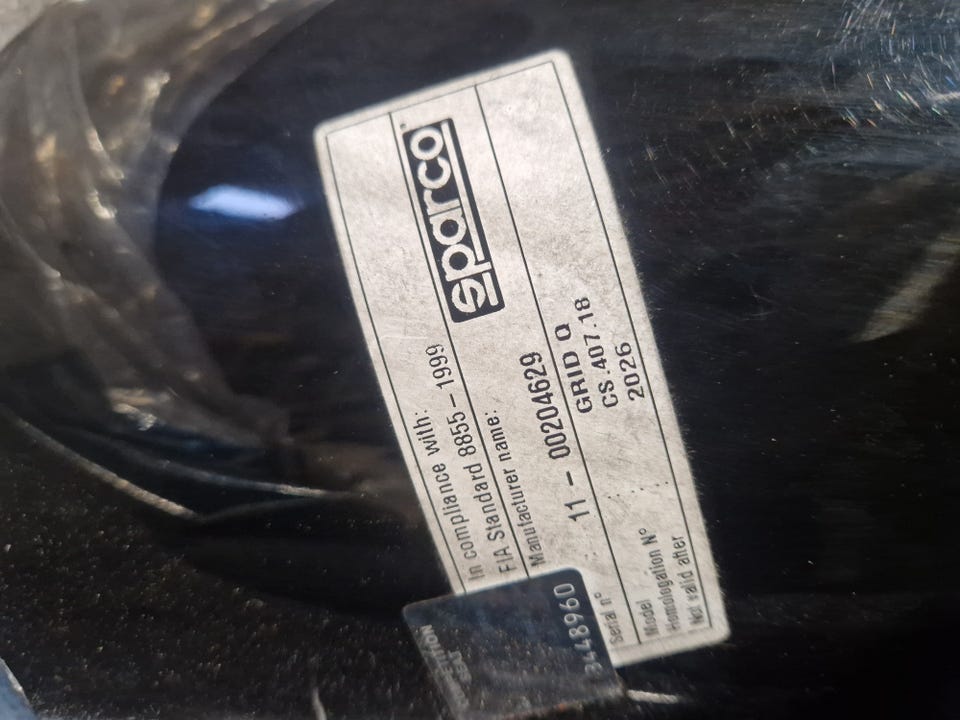 In compliance with:
FIA Standard 8855 - 1999
Manufacturer name:
sparco
11 - 00204629
Serial n°
Model GRID Q
Homologation N° CS.407.18
Not valid after 2026